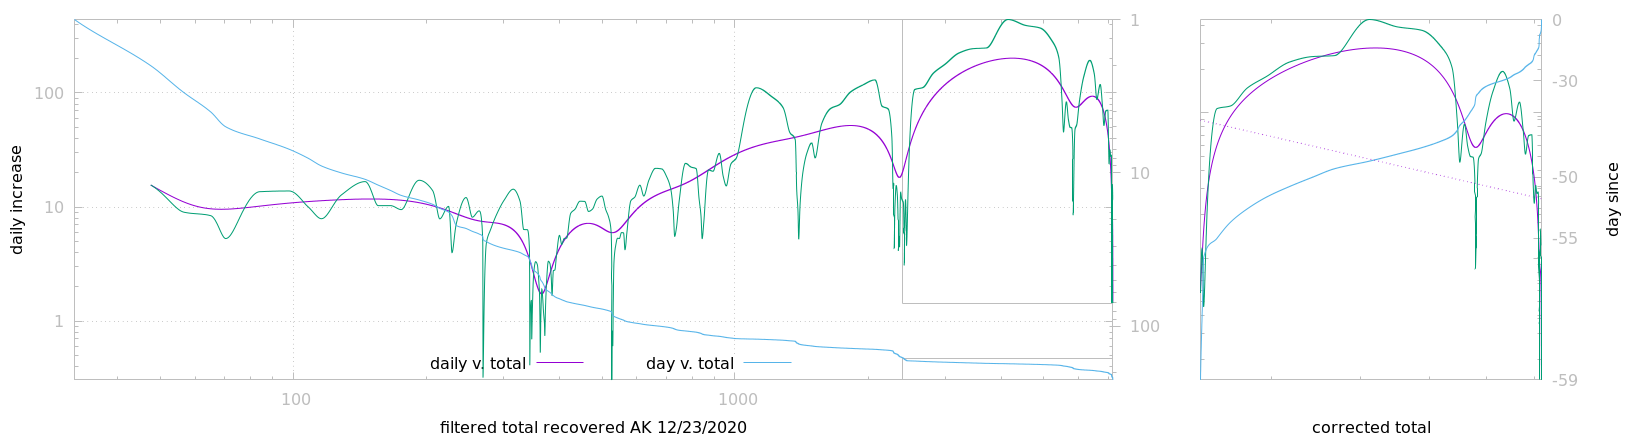 daily increase
100
10
1
100
1000
1
10
100
daily v. total
day v. total
filtered total recovered AK 12/23/2020
0
-30
-50
-55
-59
day since
corrected total